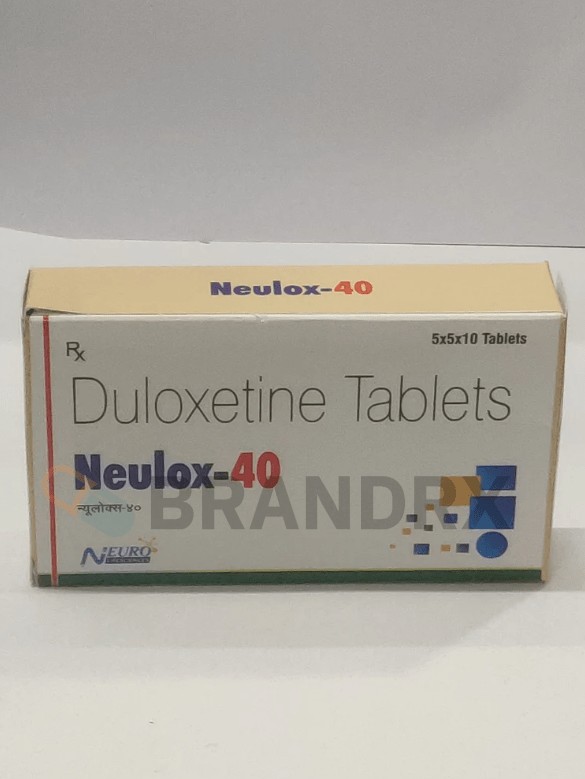 Neulox-40
Rx
5x5x10 Tablets
Duloxetine Tablets
Neulox-40
न्यूलोक्स-४०
BRANDRX
NEURO